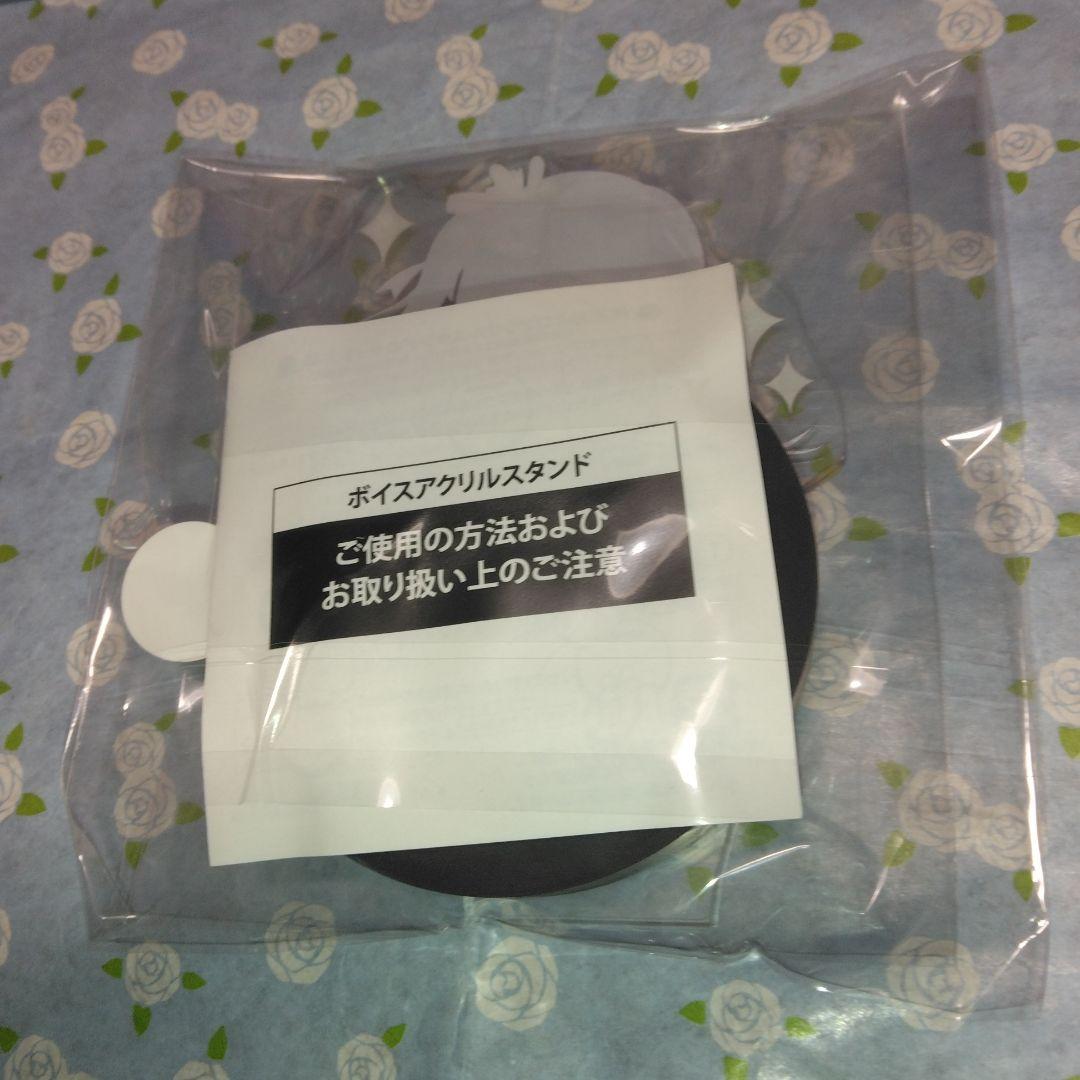 ボイスアクリルスタンド
ご使用の方法および
お取り扱い上のご注意